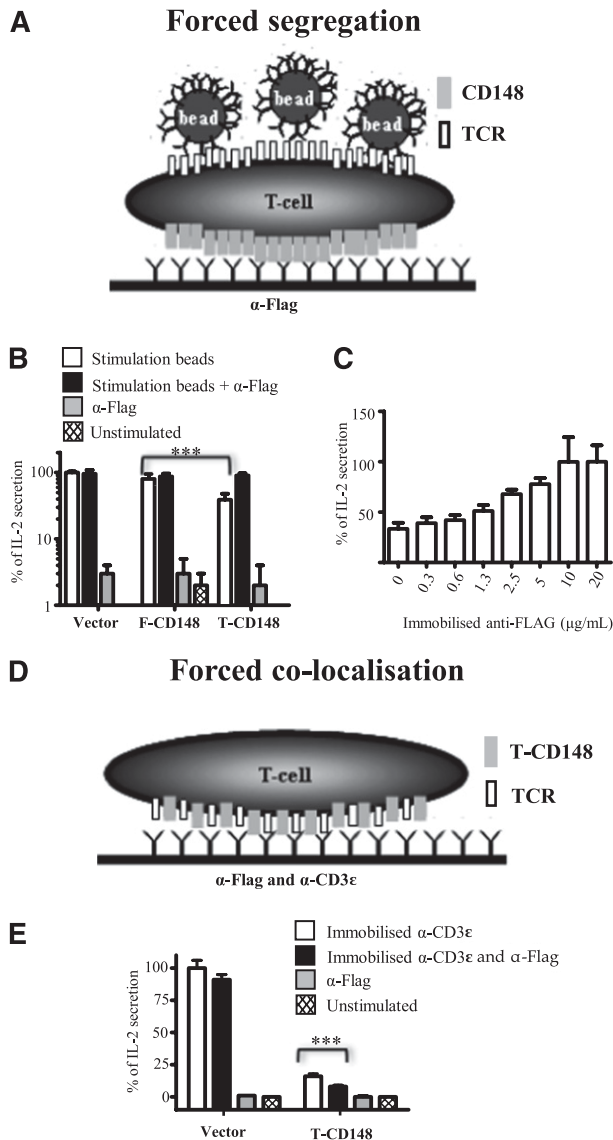 A
Forced segregation
bead
bead
bead
CD148
TCR
T-cell
α-Flag
B
Stimulation beads
Stimulation beads + α-Flag
α-Flag
Unstimulated
% of IL-2 secretion
100
10
1
***
Vector
F-CD148
T-CD148
C
% of IL-2 secretion
150
100
50
0
0.3
0.6
1.3
2.5
5
10
20
Immobilised anti-FLAG (μg/mL)
D
Forced co-localisation
T-cell
T-CD148
TCR
α-Flag and α-CD3ε
E
Immobilised α-CD3ε
Immobilised α-CD3ε and α-Flag
α-Flag
Unstimulated
% of IL-2 secretion
100
75
50
25
0
***
Vector
T-CD148